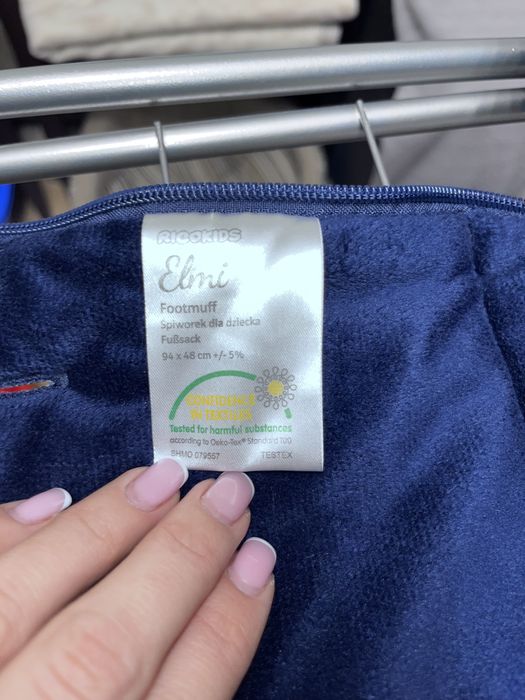 RICOKIDS
Elmi
Footmuff
Śpiworek dla dziecka
Fußsack
94 x 48 cm +/- 5%
CONFIDENCE
IN TEXTILES
Tested for harmful substances
according to Oeko-Tex® Standard 100
SHMO 079557 TESTEX